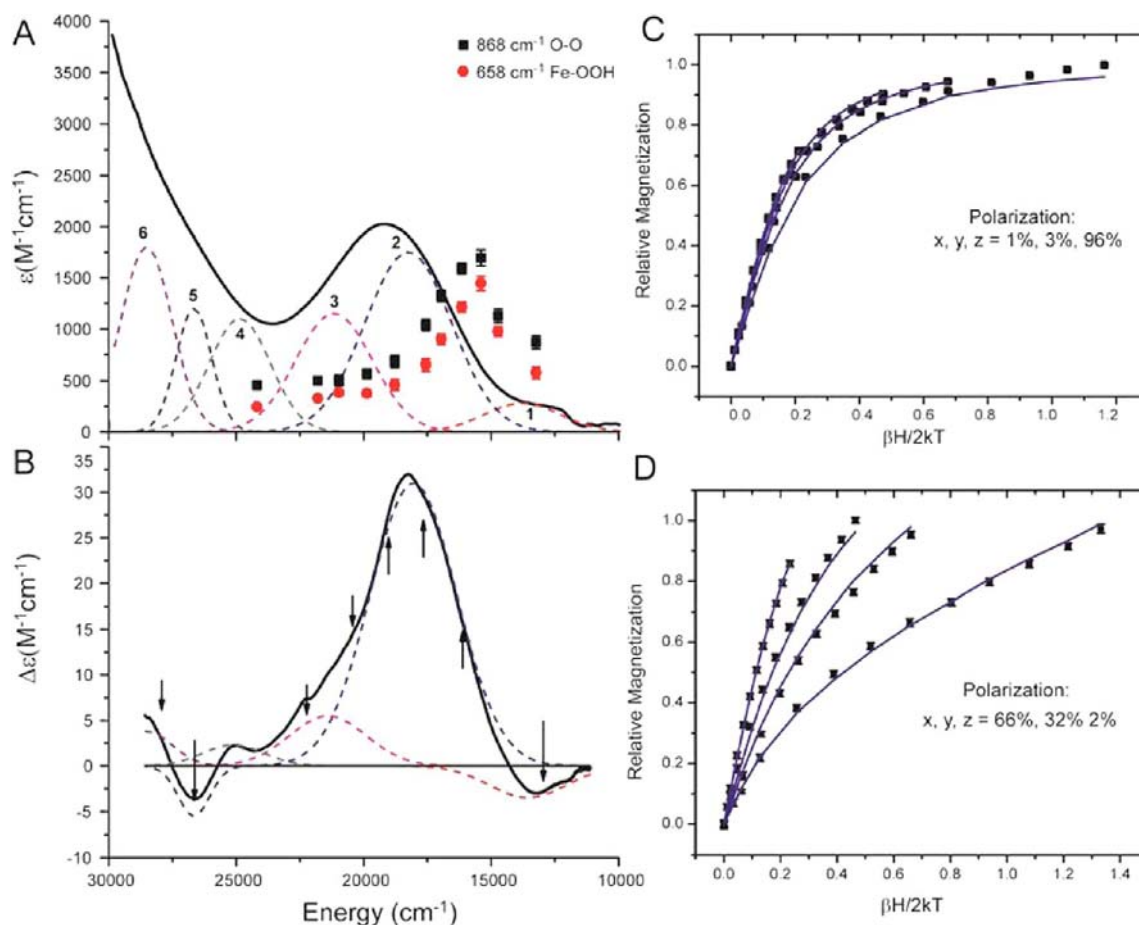 A
4000
3500
3000
2500
2000
1500
1000
500
0
ε(M⁻¹cm⁻¹)
■ 868 cm⁻¹ O-O
● 658 cm⁻¹ Fe-OOH
6
5
4
3
2
1
B
35
30
25
20
15
10
5
0
-5
-10
Δε(M⁻¹cm⁻¹)
30000 25000 20000 15000 10000
Energy (cm⁻¹)
C
1.0
0.8
0.6
0.4
0.2
0.0
Relative Magnetization
Polarization:
x, y, z = 1%, 3%, 96%
0.0 0.2 0.4 0.6 0.8 1.0 1.2
βH/2kT
D
1.0
0.8
0.6
0.4
0.2
0.0
Relative Magnetization
Polarization:
x, y, z = 66%, 32% 2%
0.0 0.2 0.4 0.6 0.8 1.0 1.2 1.4
βH/2kT